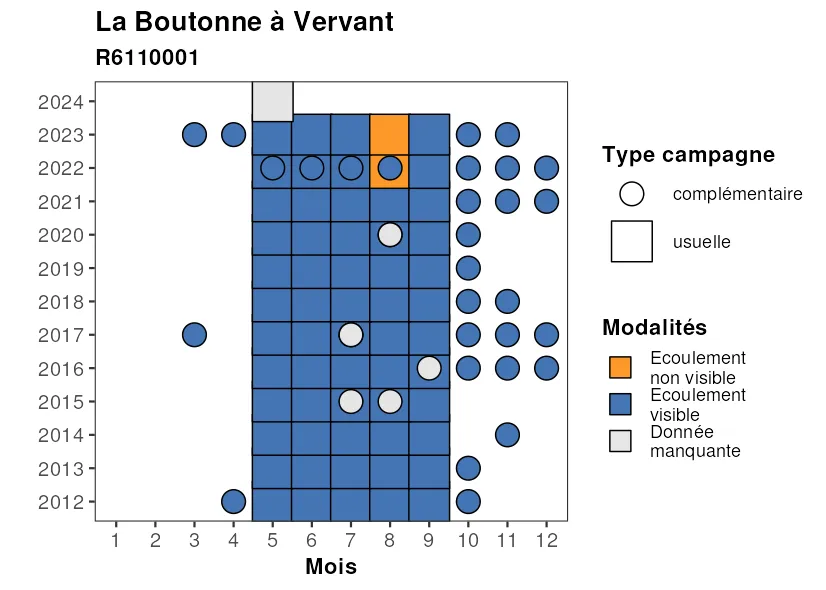 La Boutonne à Vervant
R6110001
2024
2023
2022
2021
2020
2019
2018
2017
2016
2015
2014
2013
2012
1 2 3 4 5 6 7 8 9 10 11 12
Mois
Type campagne
complémentaire
usuelle
Modalités
Ecoulement
non visible
Ecoulement
visible
Donnée
manquante